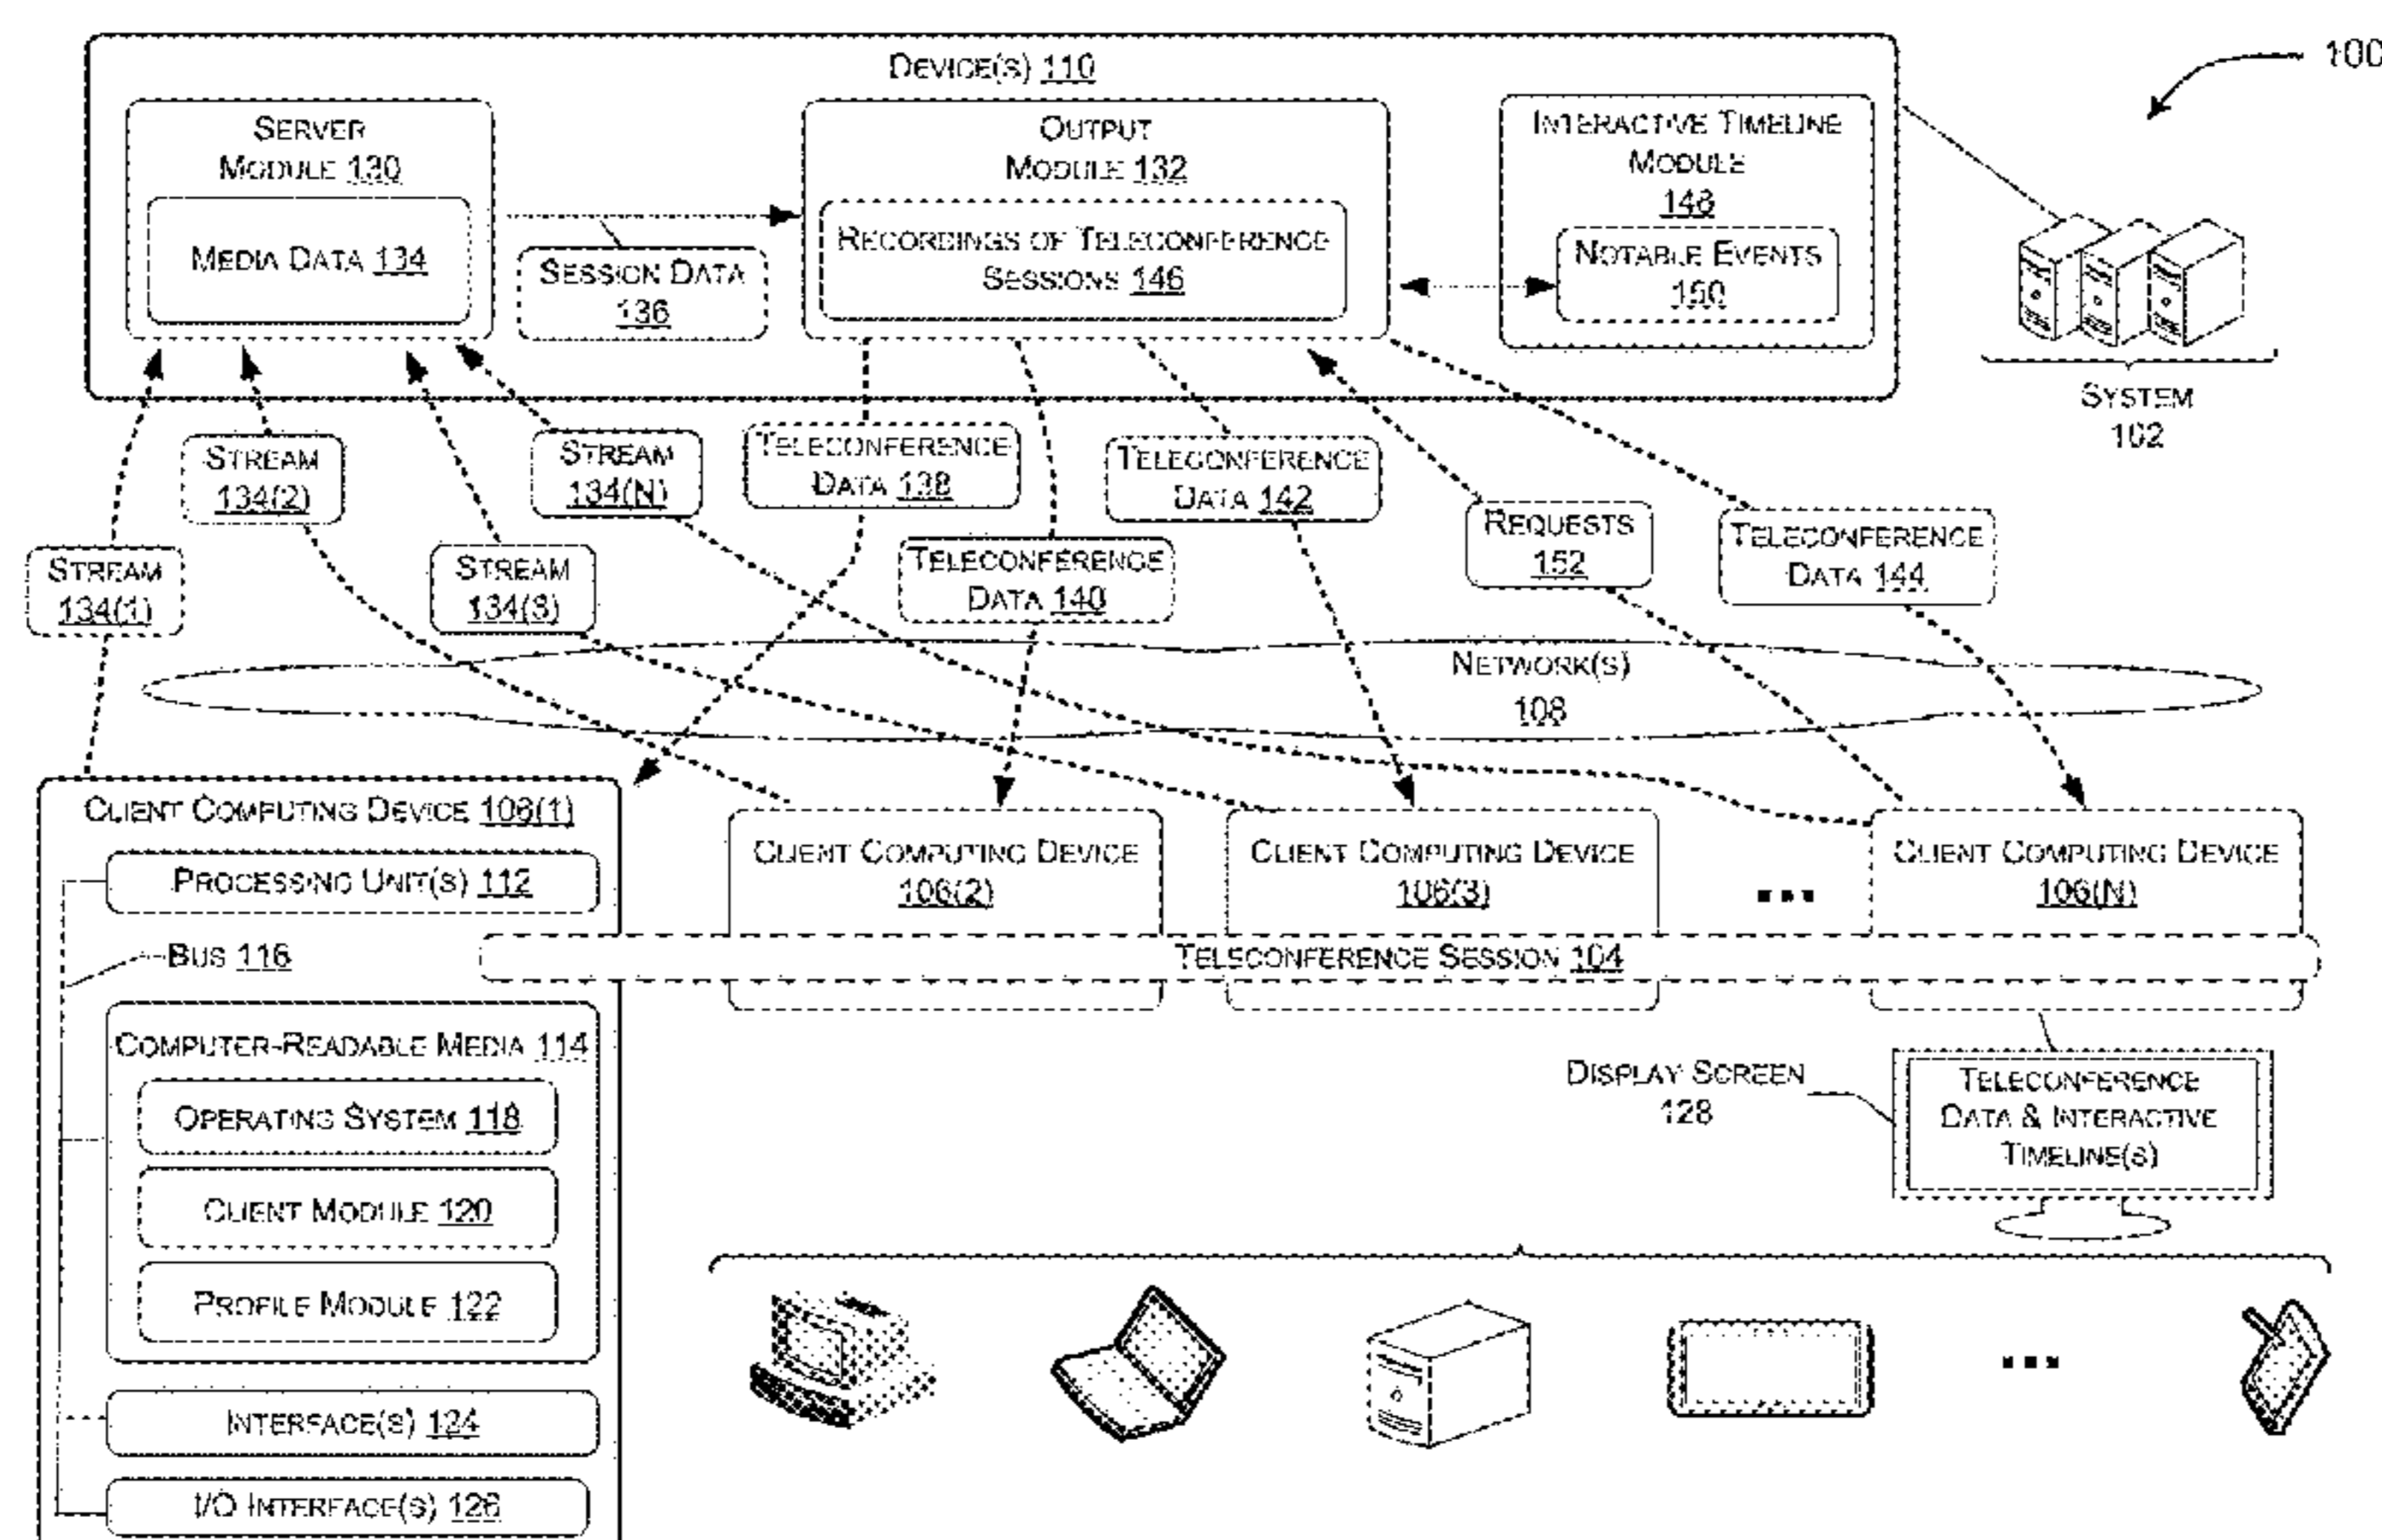 100
DEVICE(S) 110
SERVER
MODULE 130
MEDIA DATA 134
SESSION DATA
136
OUTPUT
MODULE 132
RECORDINGS OF TELECONFERENCE
SESSIONS 146
INTERACTIVE TIMELINE
MODULE
148
NOTABLE EVENTS
150
SYSTEM
102
STREAM
134(1)
STREAM
134(2)
STREAM
134(3)
STREAM
134(N)
TELECONFERENCE
DATA 138
TELECONFERENCE
DATA 140
TELECONFERENCE
DATA 142
REQUESTS
152
TELECONFERENCE
DATA 144
NETWORK(S)
108
CLIENT COMPUTING DEVICE 106(1)
PROCESSING UNIT(S) 112
BUS 116
COMPUTER-READABLE MEDIA 114
OPERATING SYSTEM 118
CLIENT MODULE 120
PROFILE MODULE 122
INTERFACE(S) 124
I/O INTERFACE(S) 126
CLIENT COMPUTING DEVICE
106(2)
CLIENT COMPUTING DEVICE
106(3)
...
CLIENT COMPUTING DEVICE
106(N)
TELECONFERENCE SESSION 104
DISPLAY SCREEN
128
TELECONFERENCE
DATA & INTERACTIVE
TIMELINE(S)
...